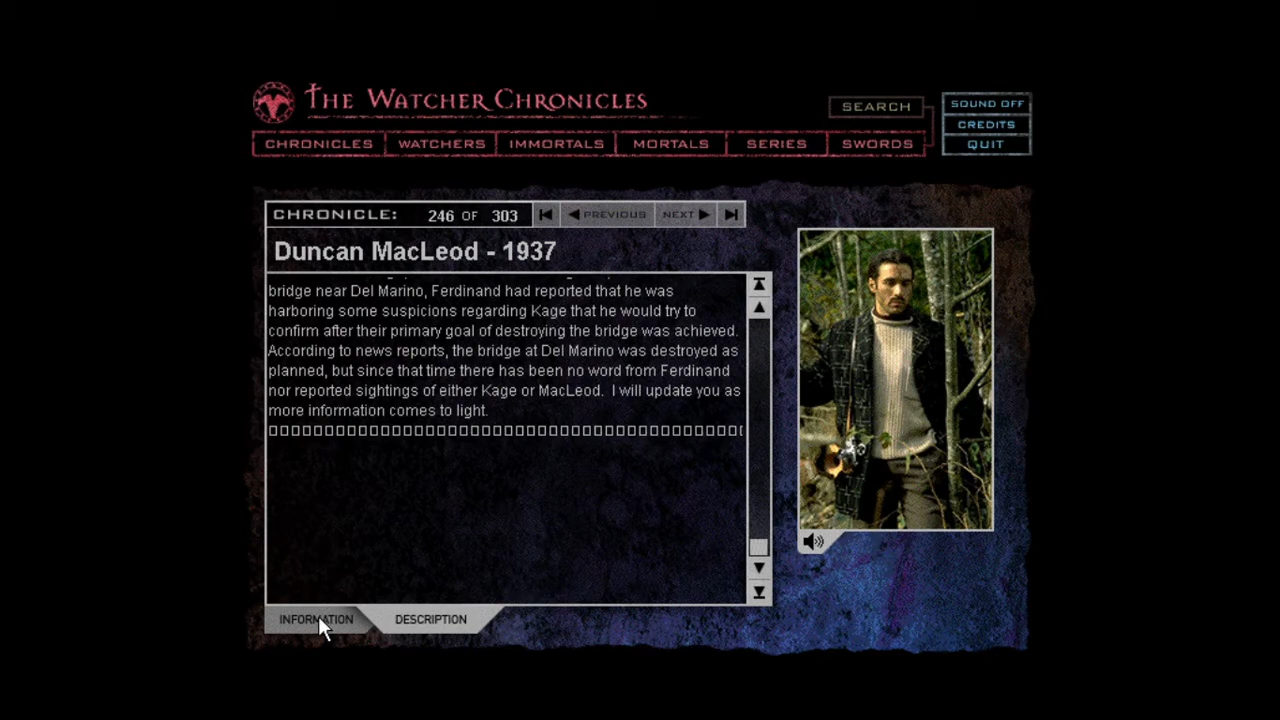 THE WATCHER CHRONICLES
SEARCH
SOUND OFF
CREDITS
QUIT
CHRONICLES WATCHERS IMMORTALS MORTALS SERIES SWORDS
CHRONICLE: 246 OF 303 PREVIOUS NEXT
Duncan MacLeod - 1937
bridge near Del Marino, Ferdinand had reported that he was
harboring some suspicions regarding Kage that he would try to
confirm after their primary goal of destroying the bridge was achieved.
According to news reports, the bridge at Del Marino was destroyed as
planned, but since that time there has been no word from Ferdinand
nor reported sightings of either Kage or MacLeod. I will update you as
more information comes to light.
INFORMATION DESCRIPTION